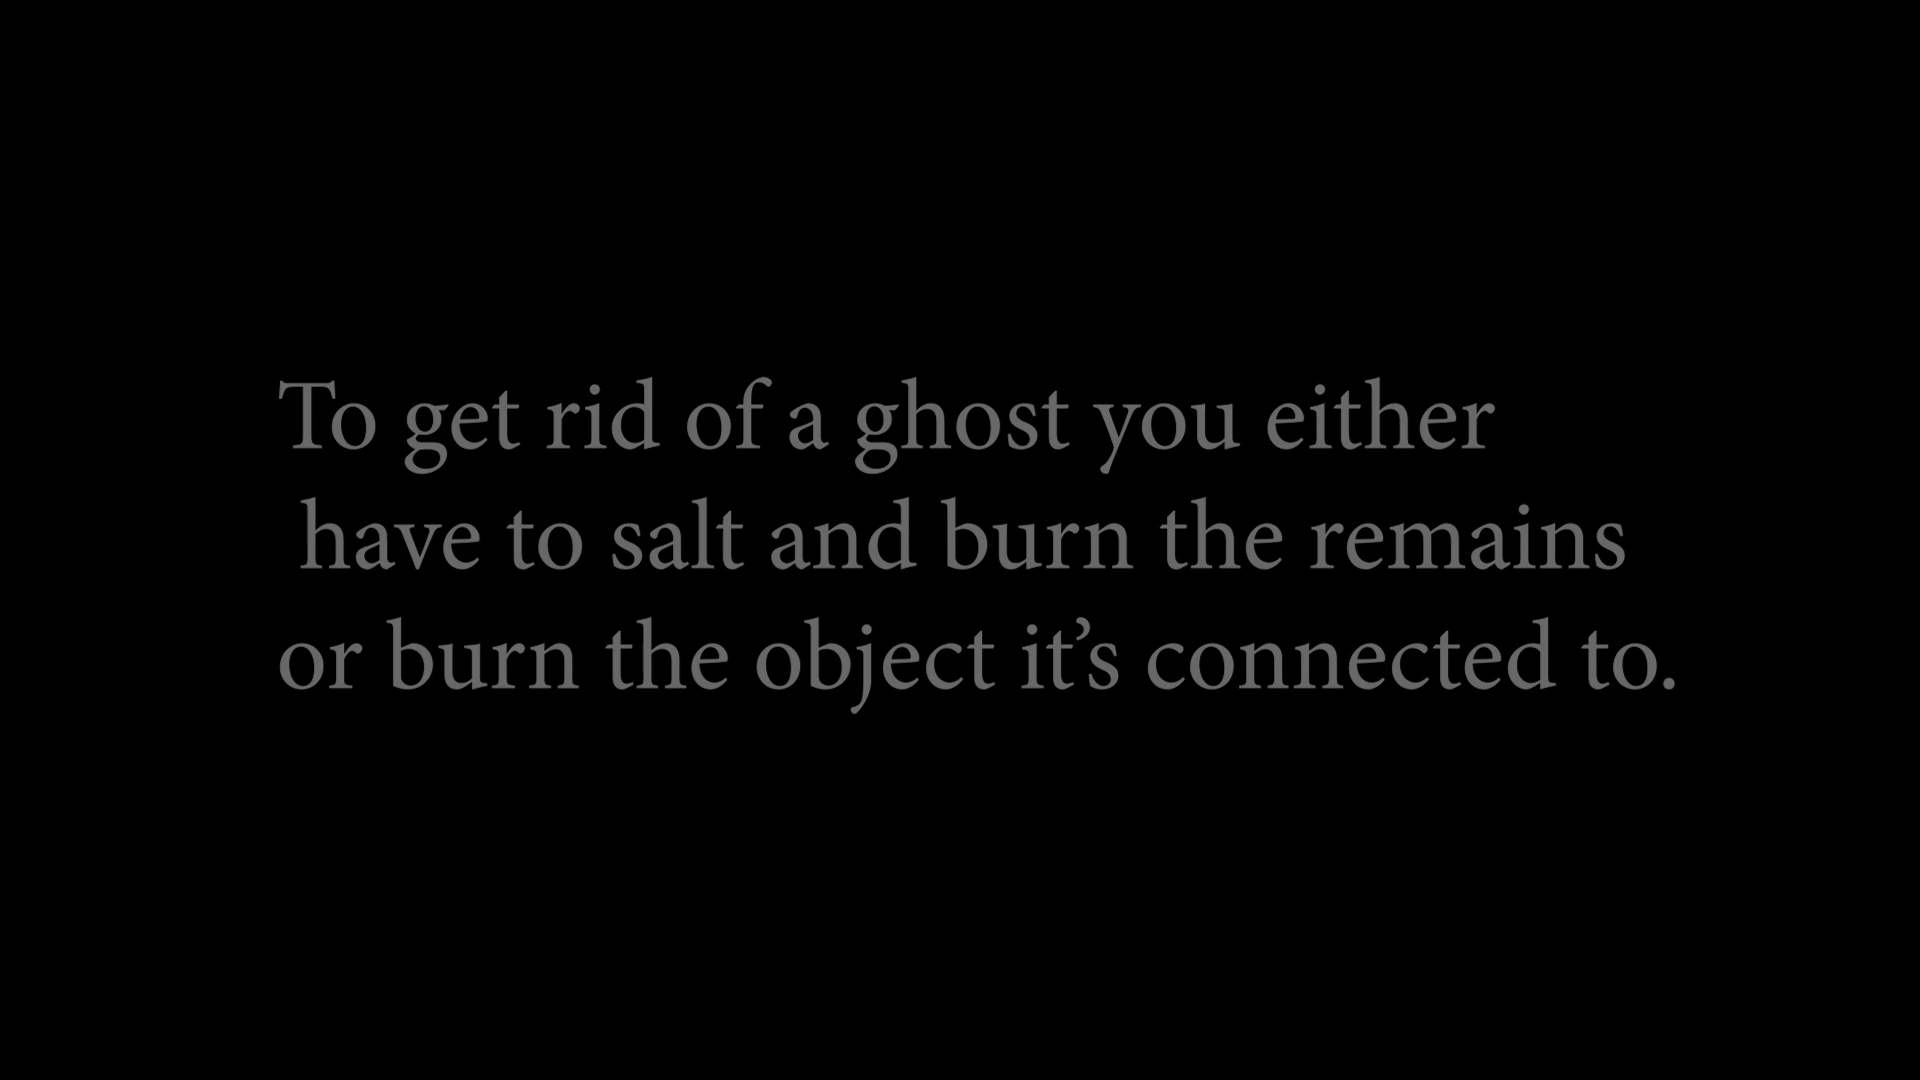 To get rid of a ghost you either
have to salt and burn the remains
or burn the object it’s connected to.